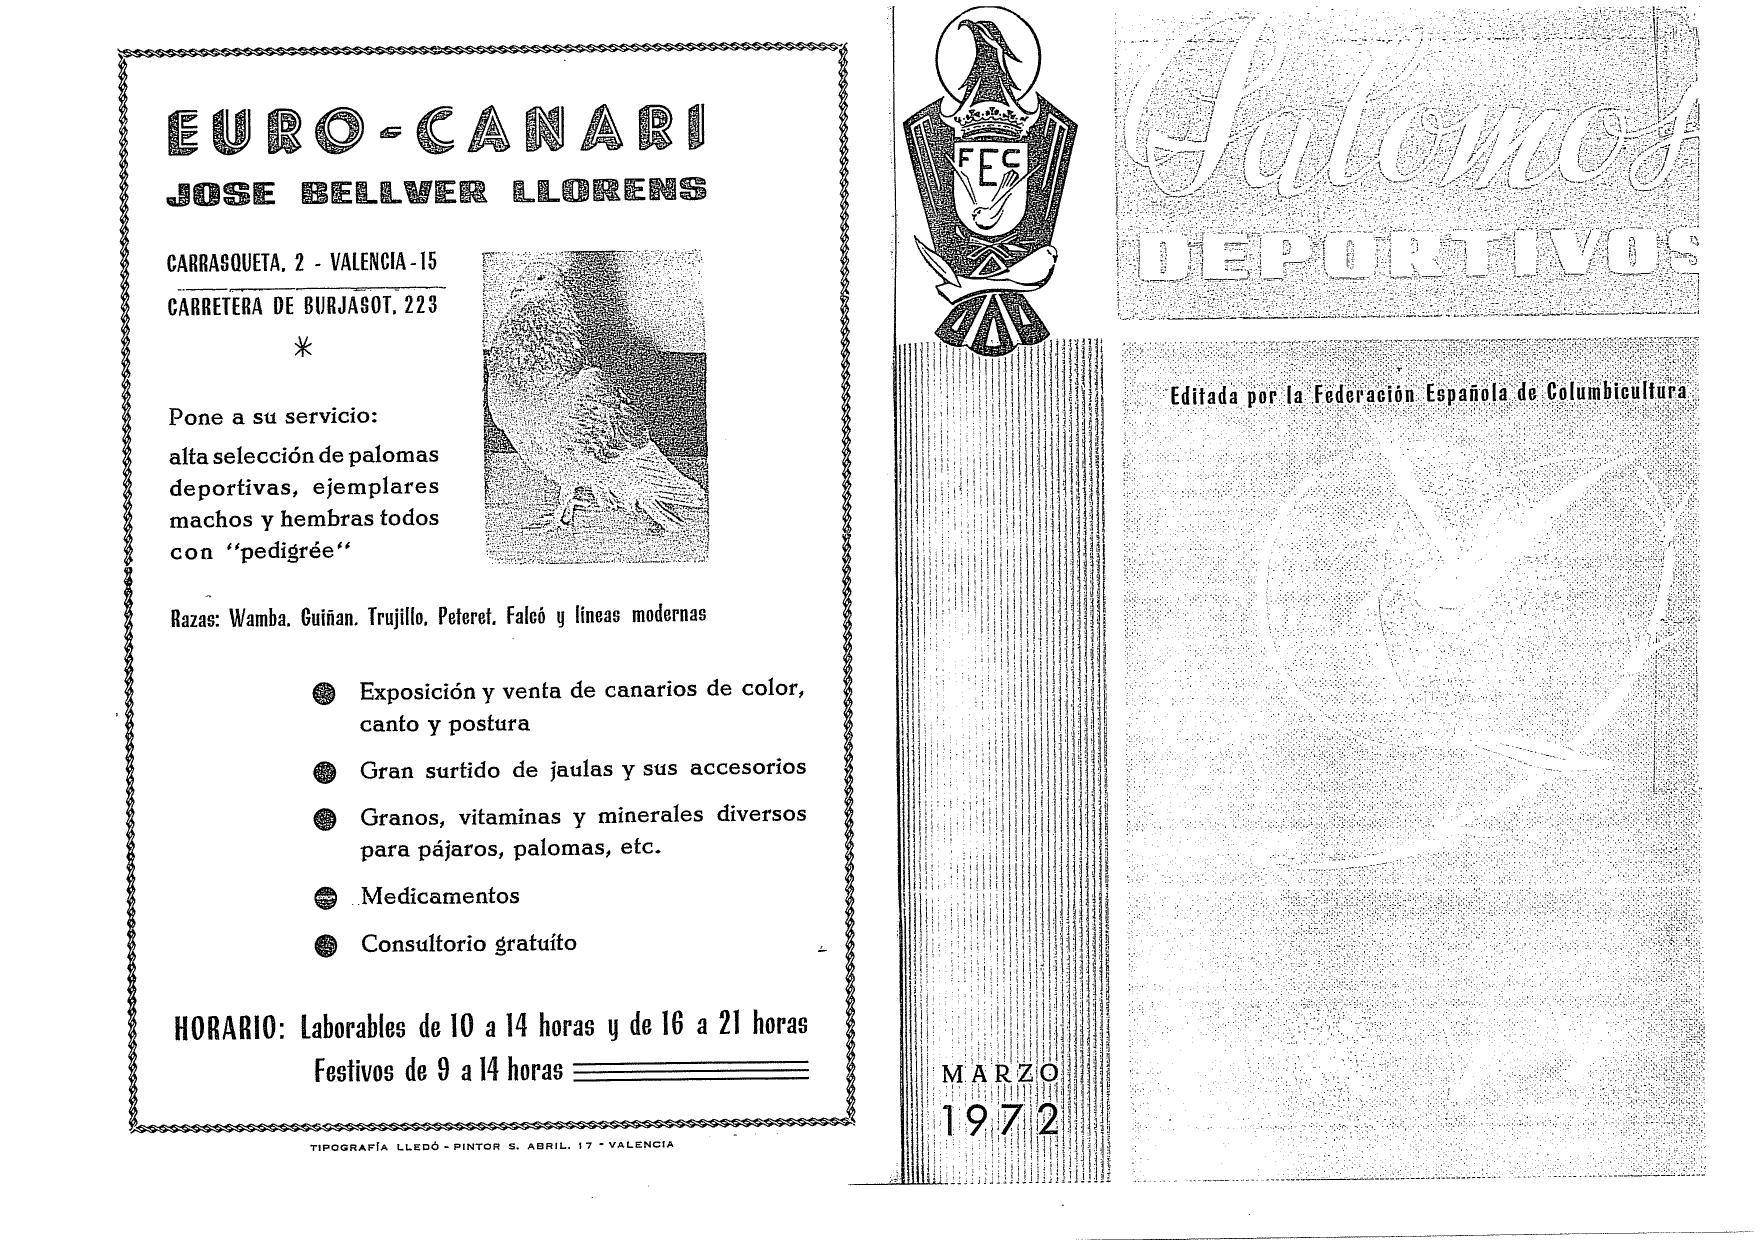 EURO-CANARI
JOSE BELLVER LLORENS
CARRASQUETA, 2 - VALENCIA-15
CARRETERA DE BURJASOT, 223
Pone a su servicio:
alta selección de palomas
deportivas, ejemplares
machos y hembras todos
con “pedigrée“
Razas: Wamba, Guiñan, Trujillo, Peteret, Falcó y líneas modernas
Exposición y venta de canarios de color,
canto y postura
Gran surtido de jaulas y sus accesorios
Granos, vitaminas y minerales diversos
para pájaros, palomas, etc.
Medicamentos
Consultorio gratuíto
HORARIO: Laborables de 10 a 14 horas y de 16 a 21 horas
Festivos de 9 a 14 horas
TIPOGRAFÍA LLEDÓ - PINTOR S. ABRIL, 17 - VALENCIA
FEC
Palomos
DEPORTIVOS
Editada por la Federación Española de Columbicultura
MARZO
1972